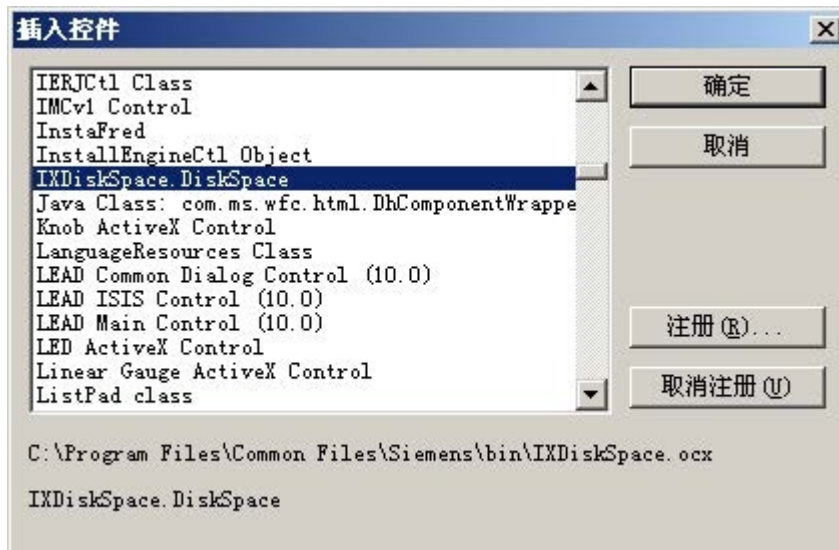 插入控件
IERJCtl Class
IMCv1 Control
InstaFred
InstallEngineCtl Object
IXDiskSpace.DiskSpace
Java Class: com.ms.wfc.html.DhComponentWrappe
Knob ActiveX Control
LanguageResources Class
LEAD Common Dialog Control (10.0)
LEAD ISIS Control (10.0)
LEAD Main Control (10.0)
LED ActiveX Control
Linear Gauge ActiveX Control
ListPad class
确定
取消
注册(R)...
取消注册(U)
C:\Program Files\Common Files\Siemens\bin\IXDiskSpace.ocx
IXDiskSpace.DiskSpace